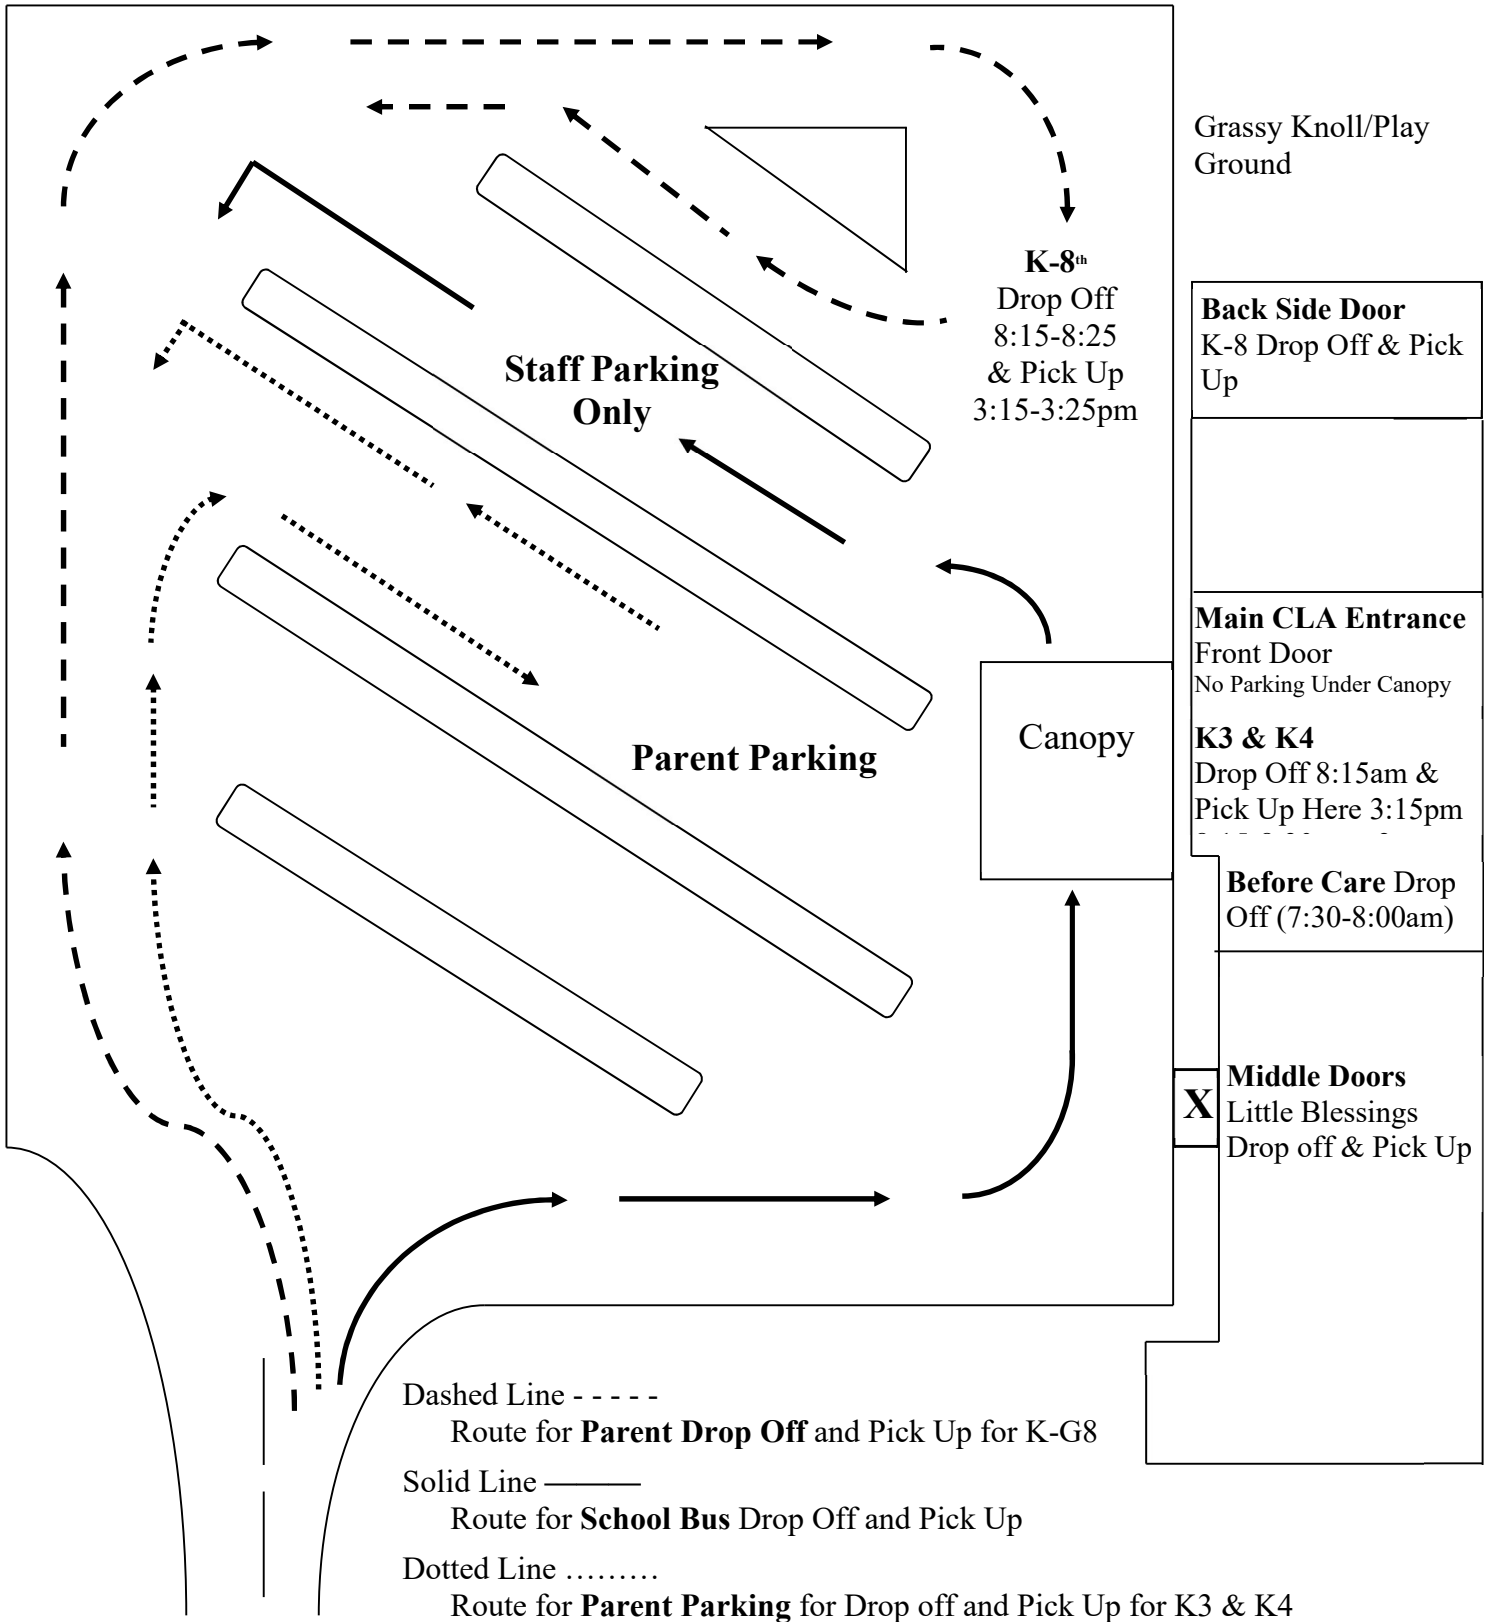 Grassy Knoll/Play
Ground
K-8th
Drop Off
8:15-8:25
& Pick Up
3:15-3:25pm
Back Side Door
K-8 Drop Off & Pick
Up
Staff Parking
Only
Main CLA Entrance
Front Door
No Parking Under Canopy
Canopy
Parent Parking
K3 & K4
Drop Off 8:15am &
Pick Up Here 3:15pm
Before Care Drop
Off (7:30-8:00am)
X
Middle Doors
Little Blessings
Drop off & Pick Up
Dashed Line - - - - -
Route for Parent Drop Off and Pick Up for K-G8
Solid Line ————
Route for School Bus Drop Off and Pick Up
Dotted Line ………
Route for Parent Parking for Drop off and Pick Up for K3 & K4